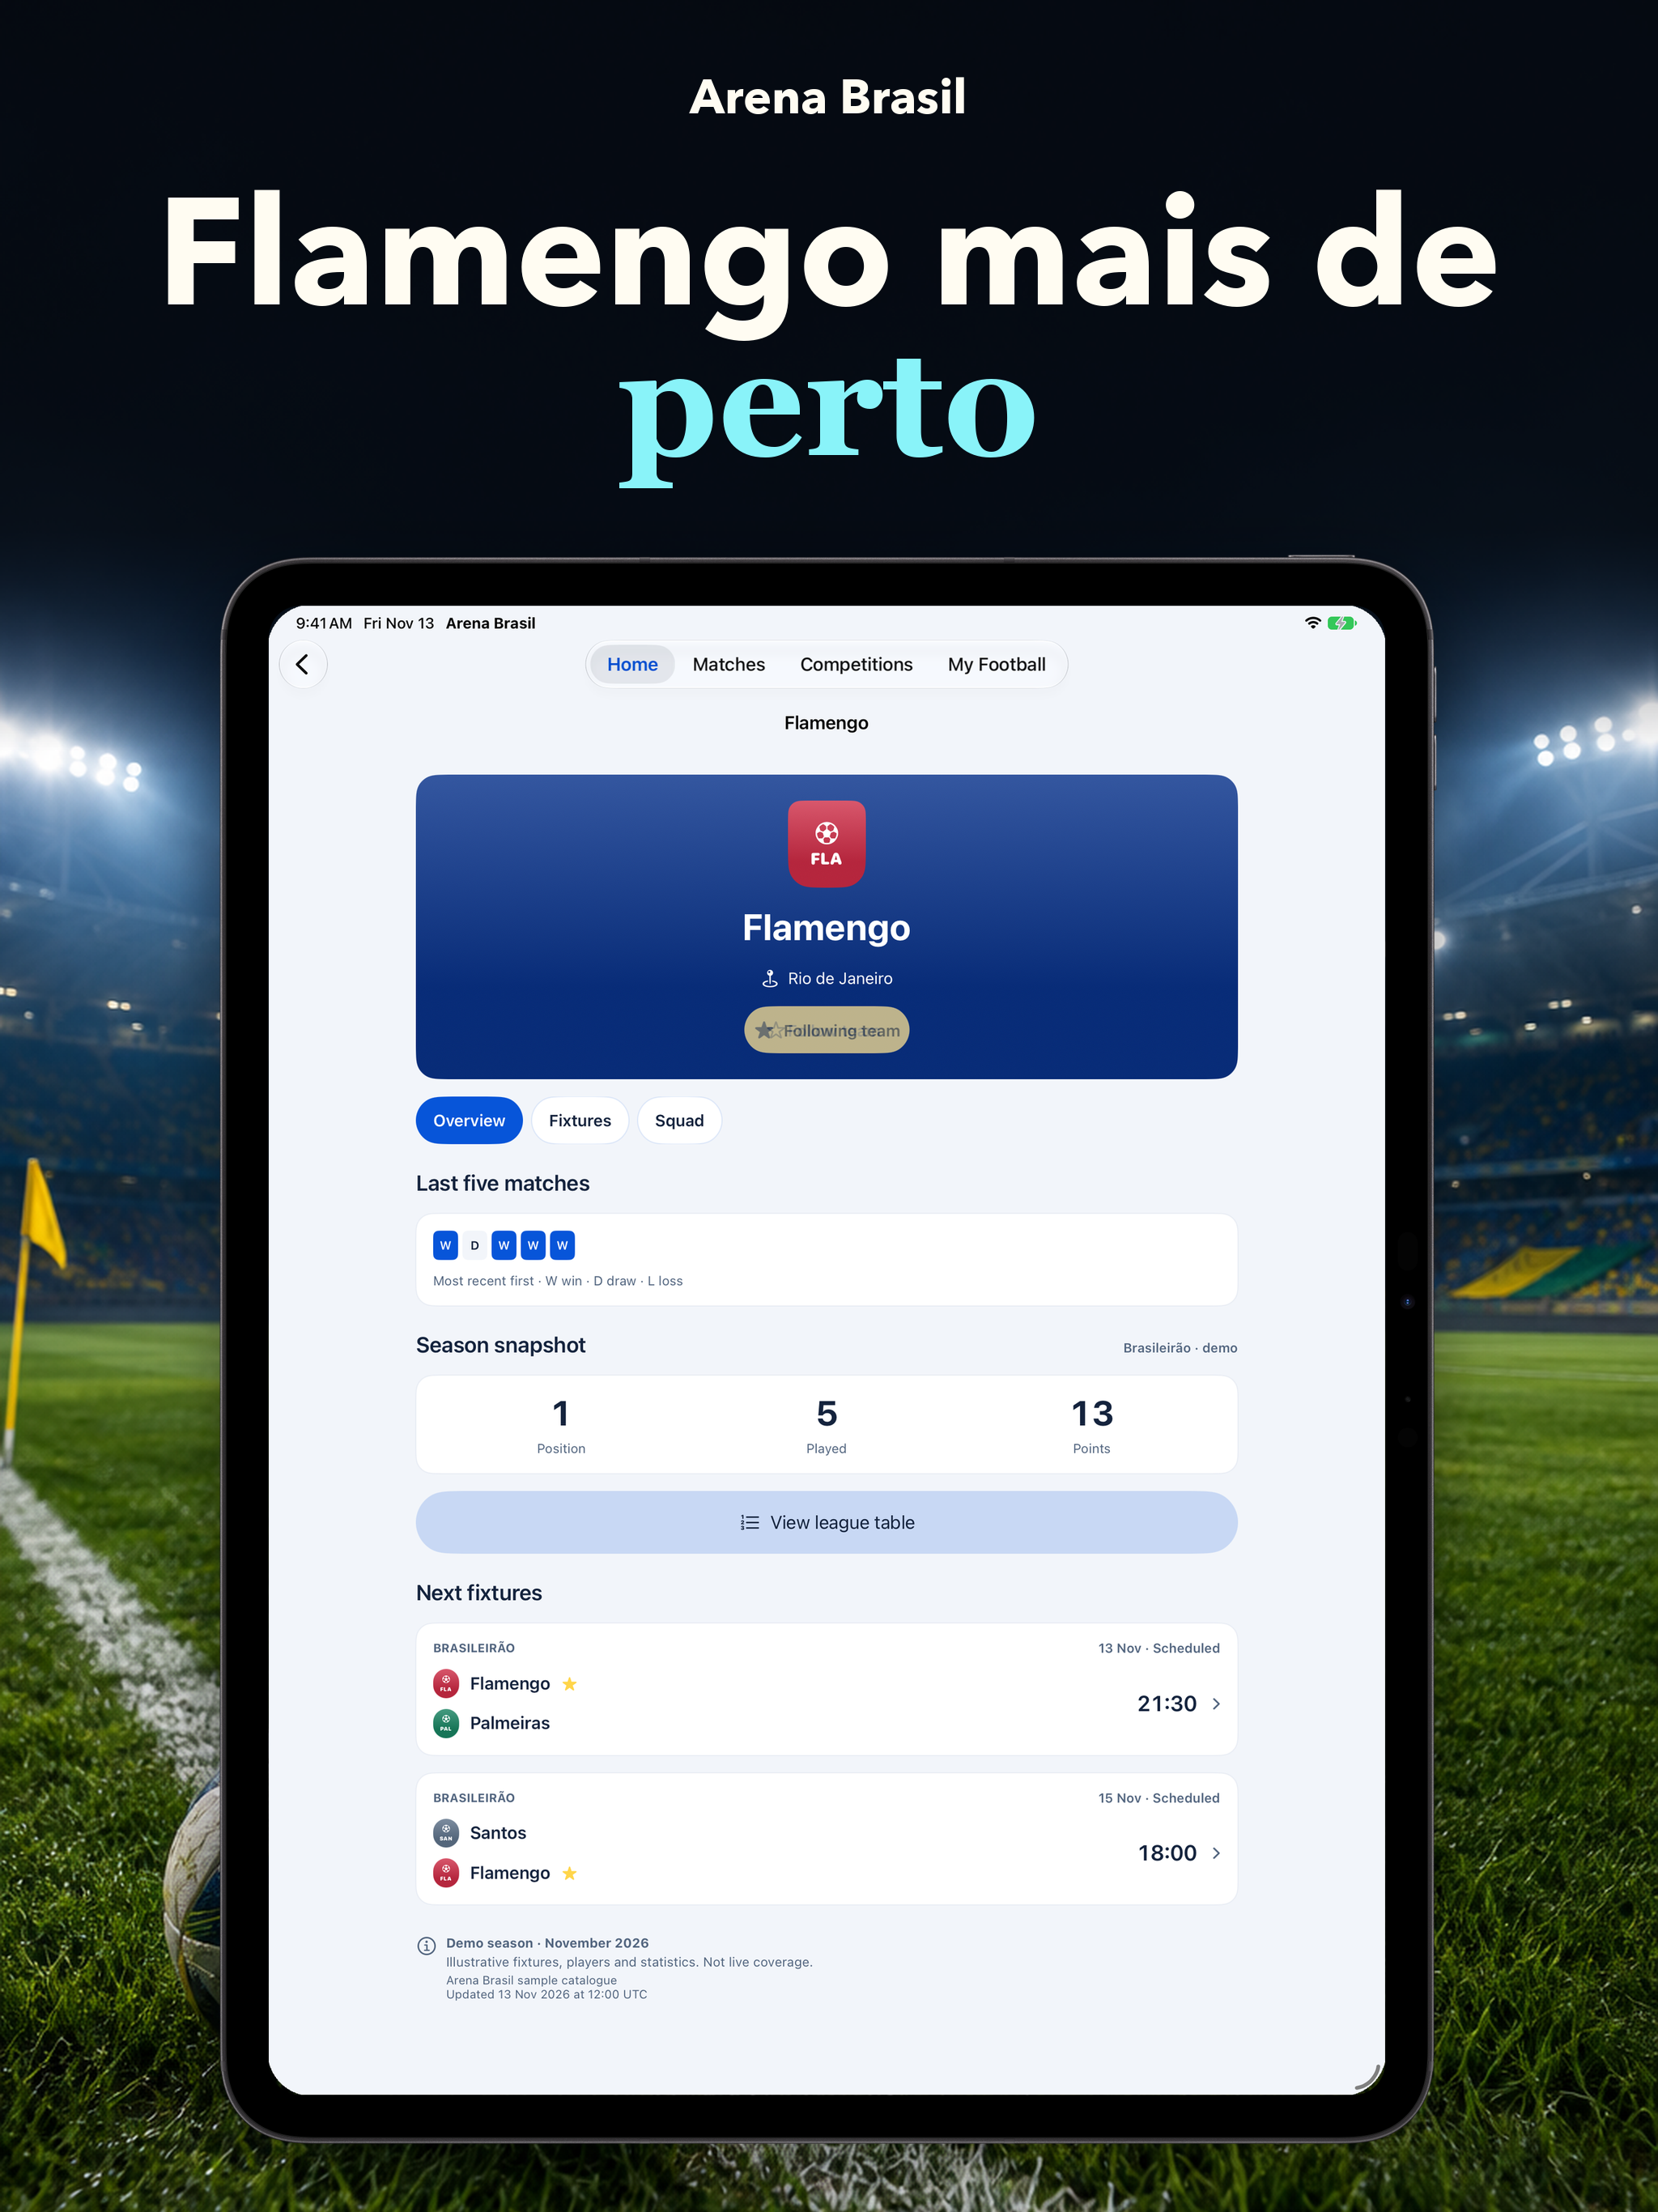 Arena Brasil
Flamengo mais de
perto
9:41 AM Fri Nov 13 Arena Brasil
Home Matches Competitions My Football
Flamengo
FLA
Flamengo
Rio de Janeiro
Following team
Overview Fixtures Squad
Last five matches
W D W W W
Most recent first · W win · D draw · L loss
Season snapshot Brasileirão · demo
1 5 13
Position Played Points
View league table
Next fixtures
BRASILEIRÃO 13 Nov · Scheduled
FLA Flamengo
21:30
PAL Palmeiras
BRASILEIRÃO 15 Nov · Scheduled
SAN Santos
18:00
FLA Flamengo
Demo season · November 2026
Illustrative fixtures, players and statistics. Not live coverage.
Arena Brasil sample catalogue
Updated 13 Nov 2026 at 12:00 UTC